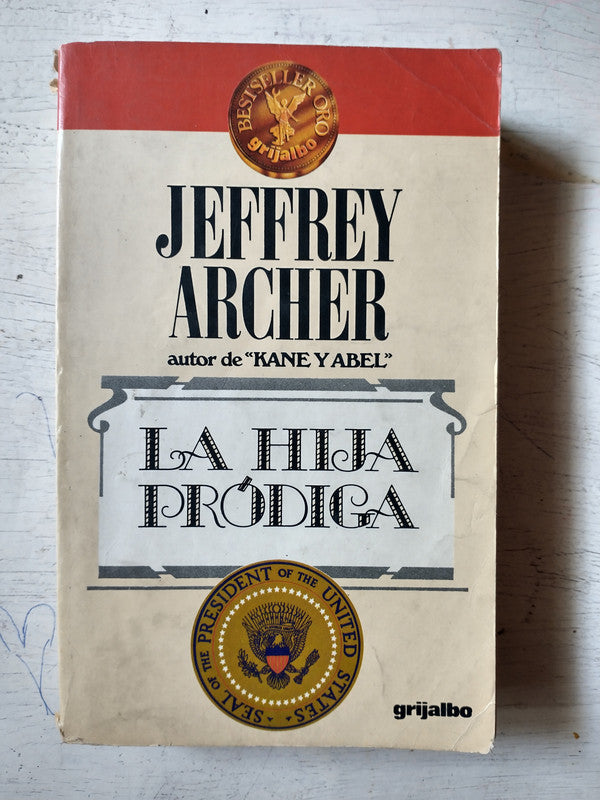 BESTSELLER ORO
grijalbo
JEFFREY
ARCHER
autor de "KANE Y ABEL"
LA HIJA
PRÓDIGA
SEAL OF THE PRESIDENT OF THE UNITED STATES
grijalbo